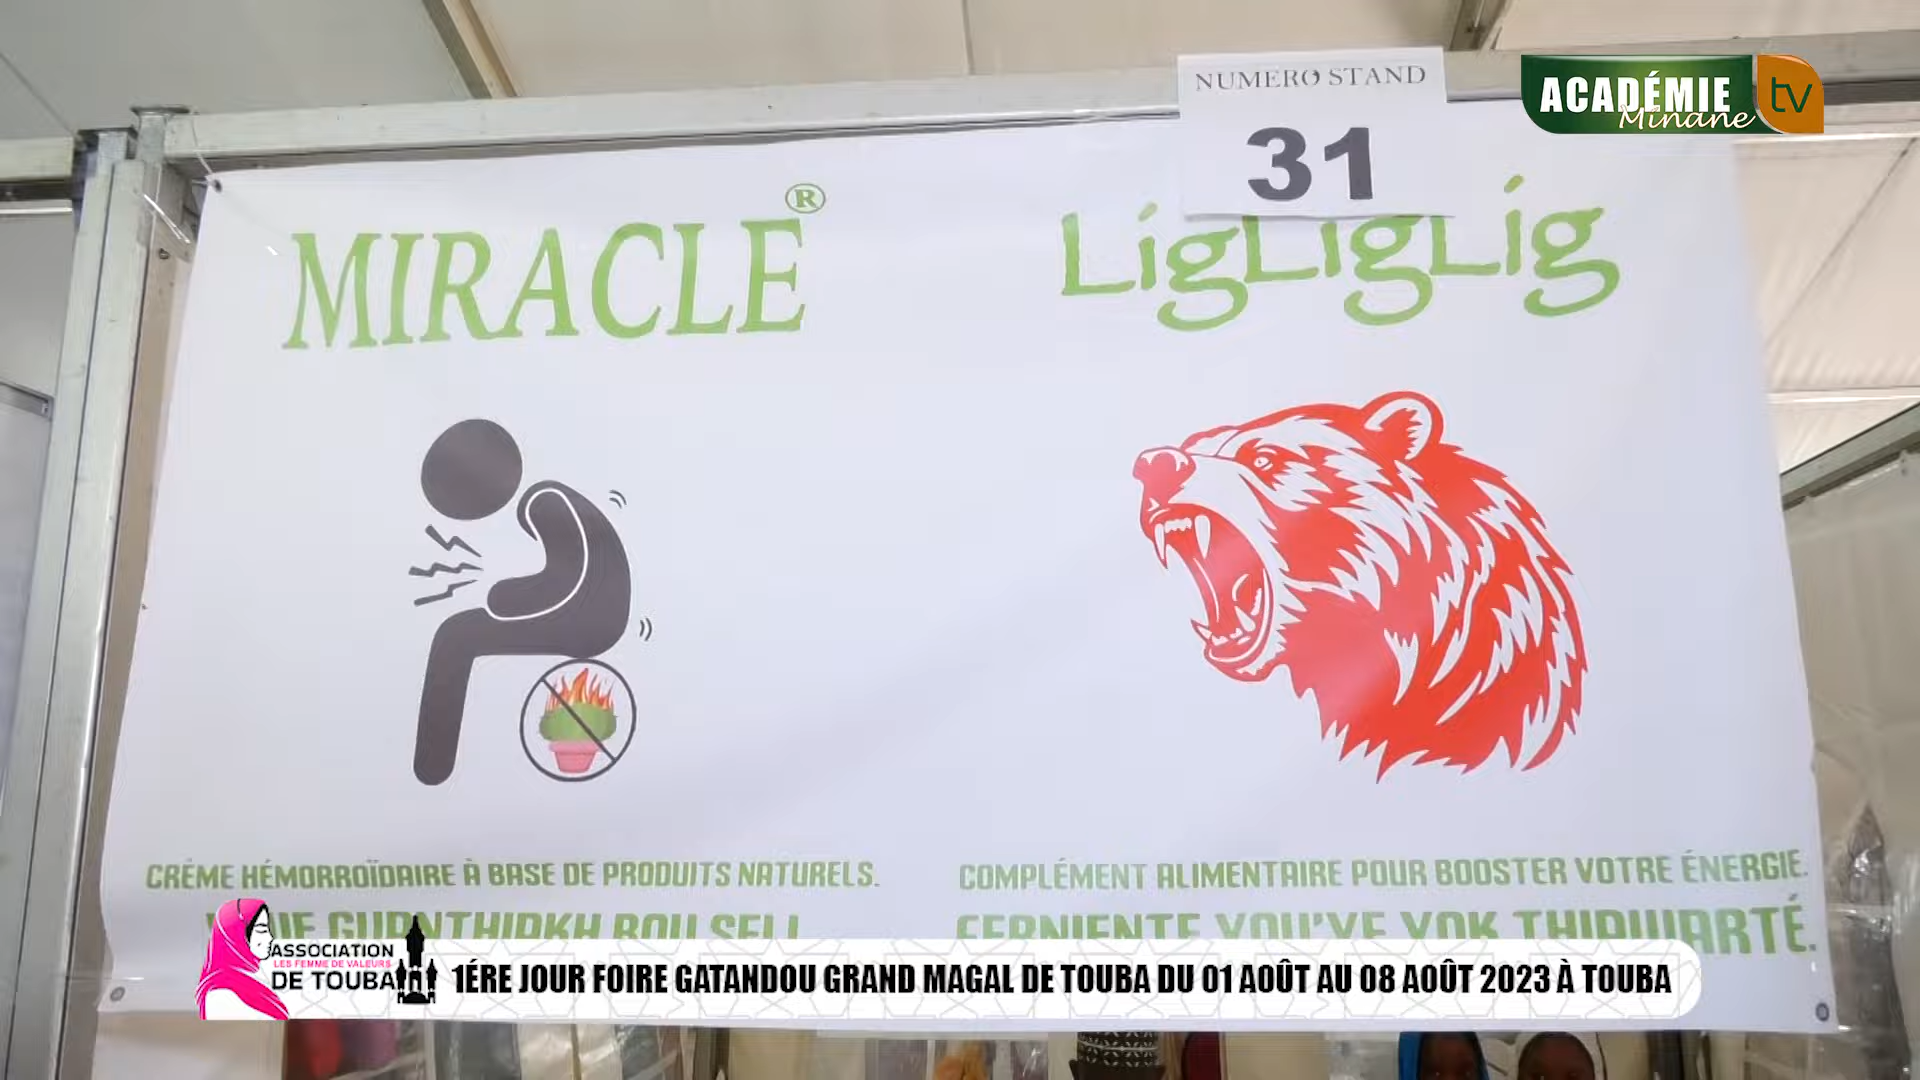 NUMERO STAND
31
ACADÉMIE tv
Minane
MIRACLE®
LigLigLig
CRÈME HÉMORROÏDAIRE À BASE DE PRODUITS NATURELS.
COMPLÉMENT ALIMENTAIRE POUR BOOSTER VOTRE ÉNERGIE.
ASSOCIATION
LES FEMME DE VALEURS
DE TOUBA
1ÉRE JOUR FOIRE GATANDOU GRAND MAGAL DE TOUBA DU 01 AOÛT AU 08 AOÛT 2023 À TOUBA